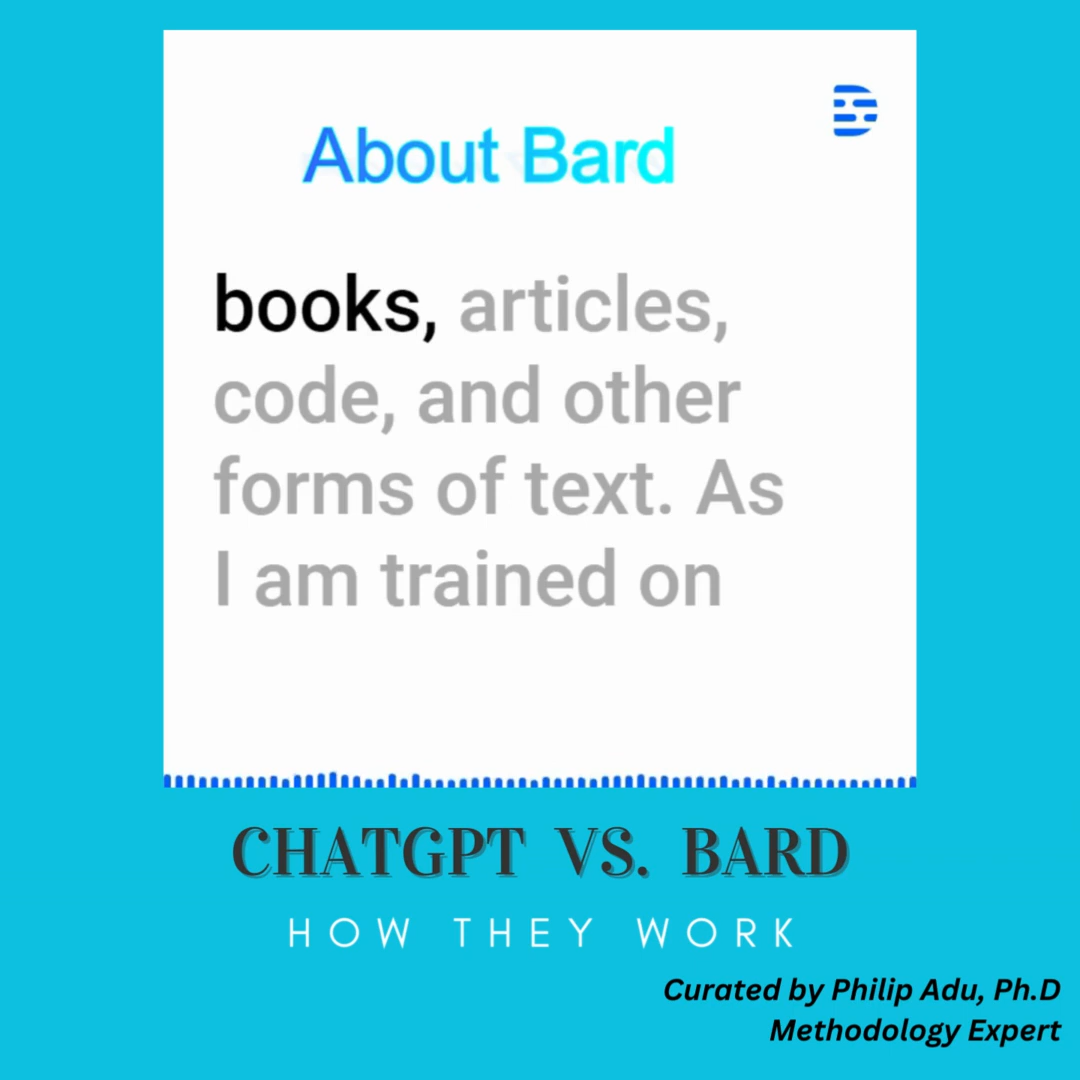 About Bard
books, articles,
code, and other
forms of text. As
I am trained on
CHATGPT VS. BARD
HOW THEY WORK
Curated by Philip Adu, Ph.D
Methodology Expert